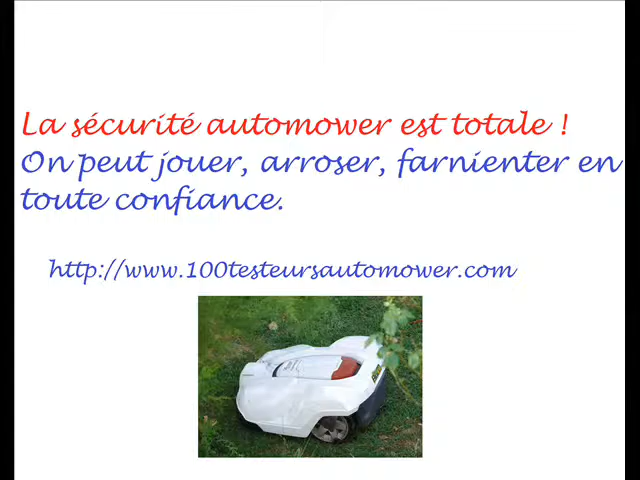 La sécurité automower est totale !
On peut jouer, arroser, farnienter en
toute confiance.
http://www.100testeursautomower.com